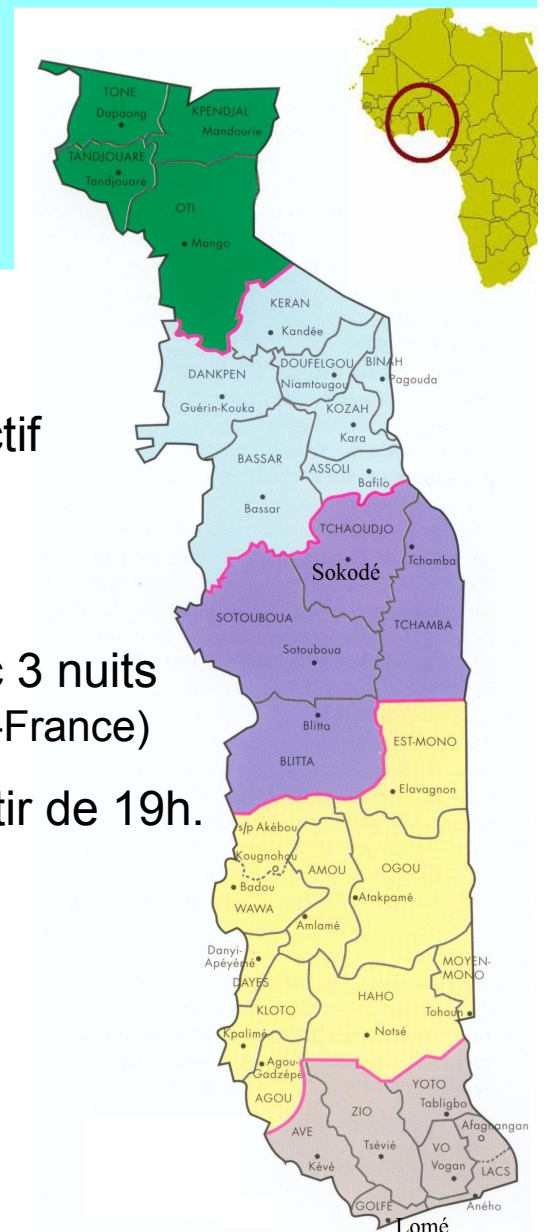 TONE
Dapaong
KPENDJAL
Mandourie
TANDJOUARE
Tandjouaré
OTI
Mango
KERAN
Kandée
DOUFELGOU
BINAH
Niamtougou
Pagouda
DANKPEN
Guérin-Kouka
KOZAH
Kara
ctif
BASSAR
ASSOLI
Bafilo
Bassar
TCHAOUDJO
Tchamba
Sokodé
SOTOUBOUA
TCHAMBA
Sotouboua
c 3 nuits
-France)
Blitta
EST-MONO
BLITTA
Elavagnon
tir de 19h.
s/p Akébou
Kougnohou
AMOU
OGOU
Badou
Atakpamé
WAWA
Amlamé
Danyi-
Apéyémé
DAYES
MOYEN-
MONO
KLOTO
HAHO
Tohoun
Kpalimé
Notsé
Agou-
Gadzépé
AGOU
YOTO
ZIO
Tabligbo
AVE
Afagnangan
Tsévié
VO
Kévé
Vogan
LACS
GOLFE
Aného
Lomé